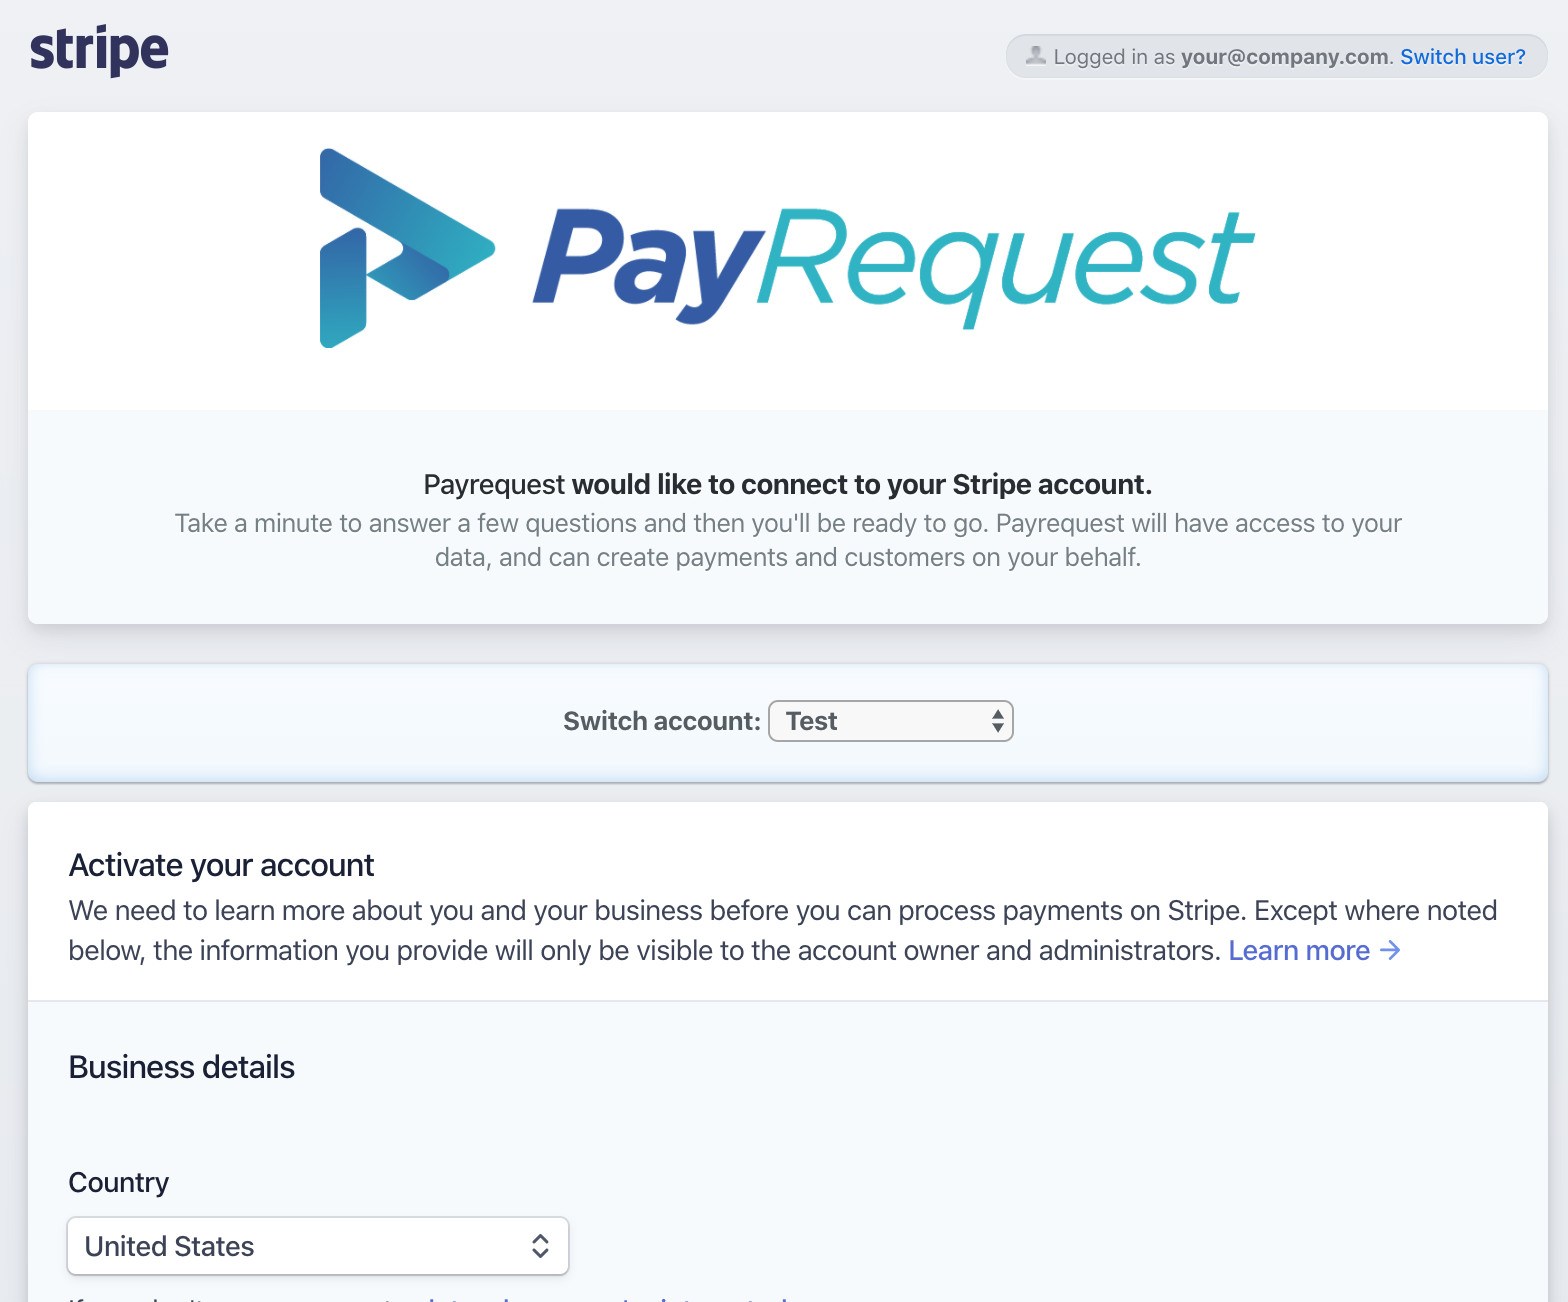 stripe
Logged in as your@company.com. Switch user?
PayRequest
Payrequest would like to connect to your Stripe account.
Take a minute to answer a few questions and then you'll be ready to go. Payrequest will have access to your
data, and can create payments and customers on your behalf.
Switch account: Test
Activate your account
We need to learn more about you and your business before you can process payments on Stripe. Except where noted
below, the information you provide will only be visible to the account owner and administrators. Learn more →
Business details
Country
United States